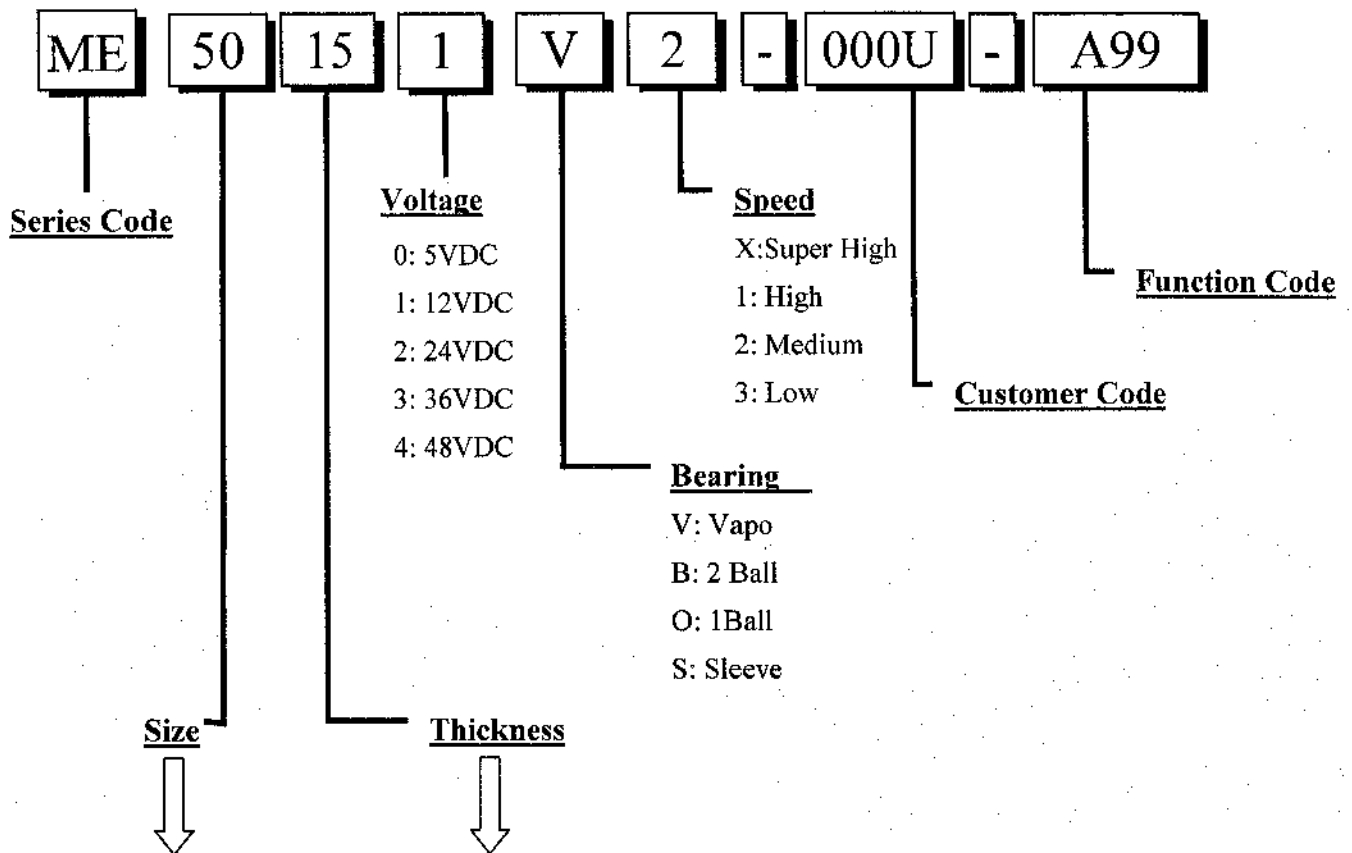 ME 50 15 1 V 2 - 000U - A99
Series Code
Voltage
0: 5VDC
1: 12VDC
2: 24VDC
3: 36VDC
4: 48VDC
Speed
X:Super High
1: High
2: Medium
3: Low
Function Code
Customer Code
Bearing
V: Vapo
B: 2 Ball
O: 1Ball
S: Sleeve
Size
Thickness